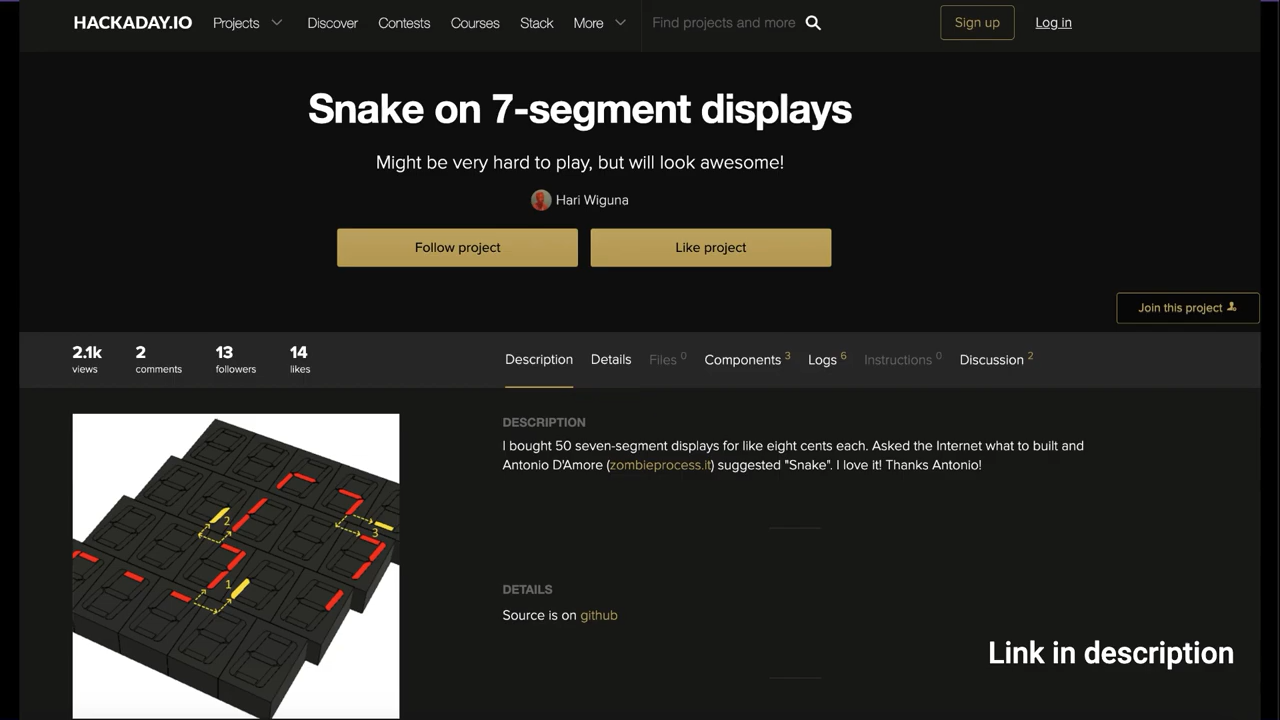 HACKADAY.IO Projects Discover Contests Courses Stack More Find projects and more Sign up Log in
Snake on 7-segment displays
Might be very hard to play, but will look awesome!
Hari Wiguna
Follow project Like project
Join this project
2.1k 2 13 14
views comments followers likes
Description Details Files 0 Components 3 Logs 6 Instructions 0 Discussion 2
DESCRIPTION
I bought 50 seven-segment displays for like eight cents each. Asked the Internet what to built and
Antonio D'Amore (zombieprocess.it) suggested "Snake". I love it! Thanks Antonio!
2
3
1
DETAILS
Source is on github
Link in description